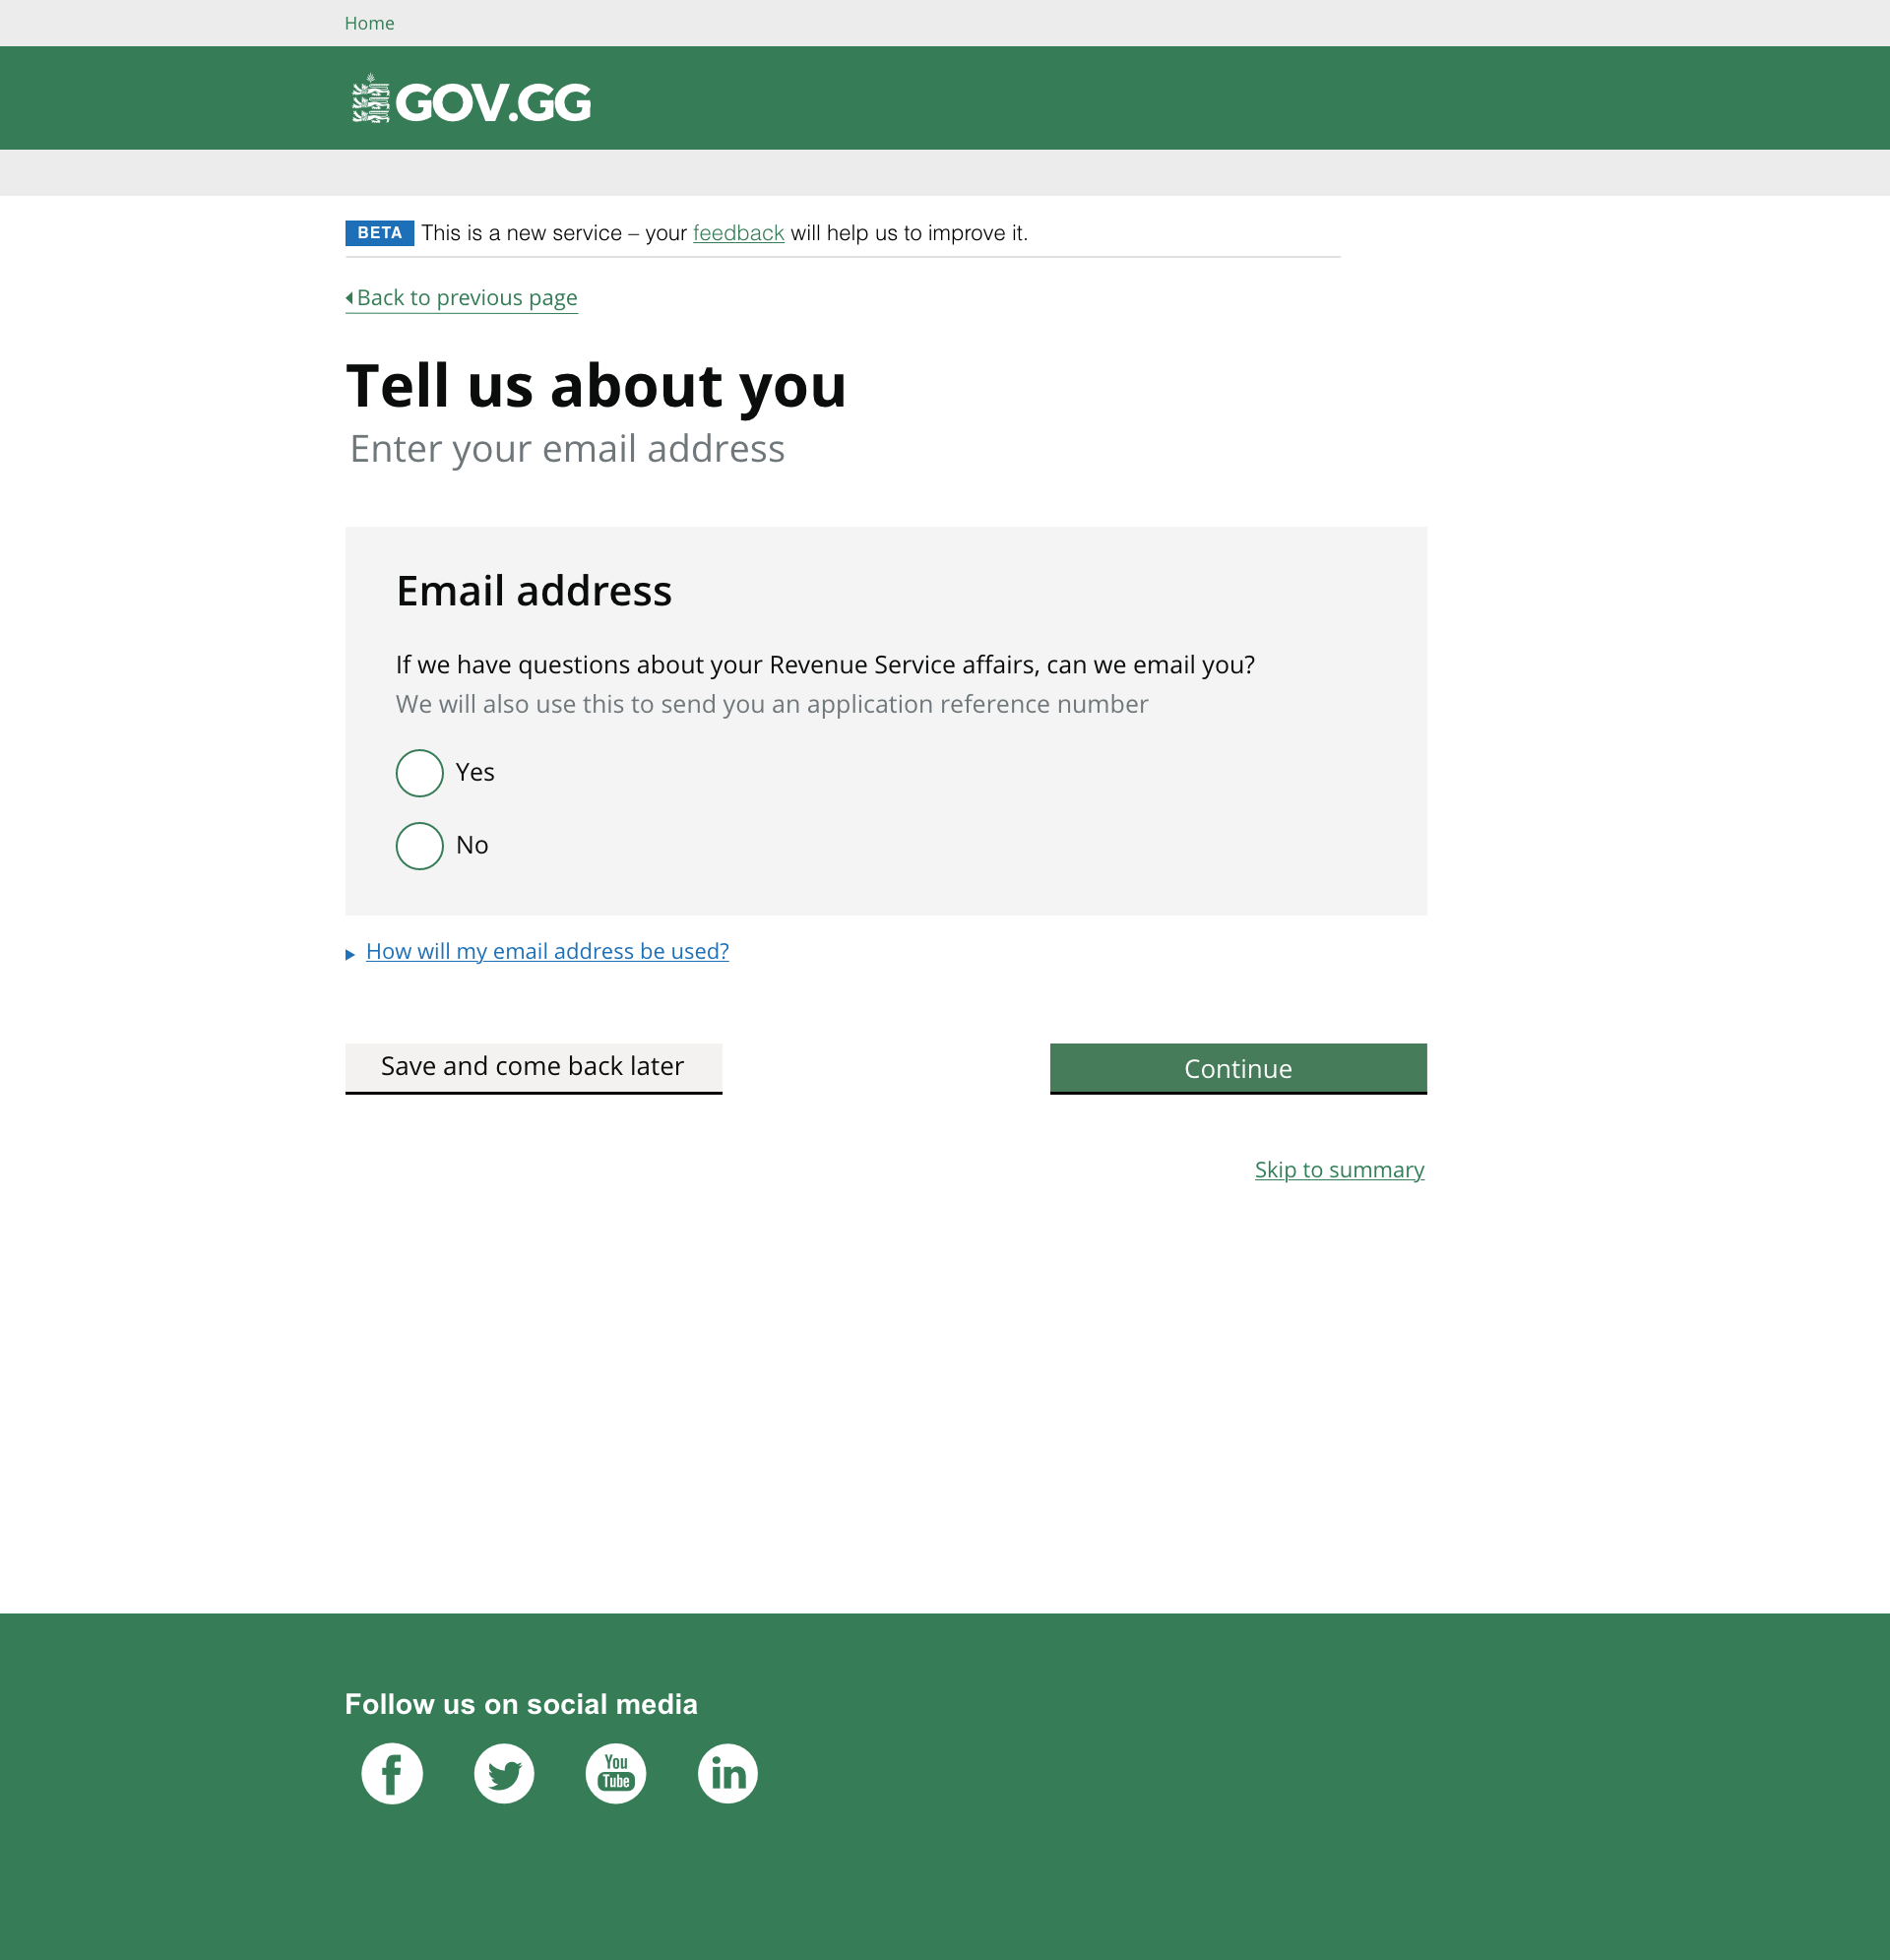 Home
GOV.GG
BETA This is a new service – your feedback will help us to improve it.
Back to previous page
Tell us about you
Enter your email address
Email address
If we have questions about your Revenue Service affairs, can we email you?
We will also use this to send you an application reference number
Yes
No
How will my email address be used?
Save and come back later
Continue
Skip to summary
Follow us on social media
f
You
Tube
in